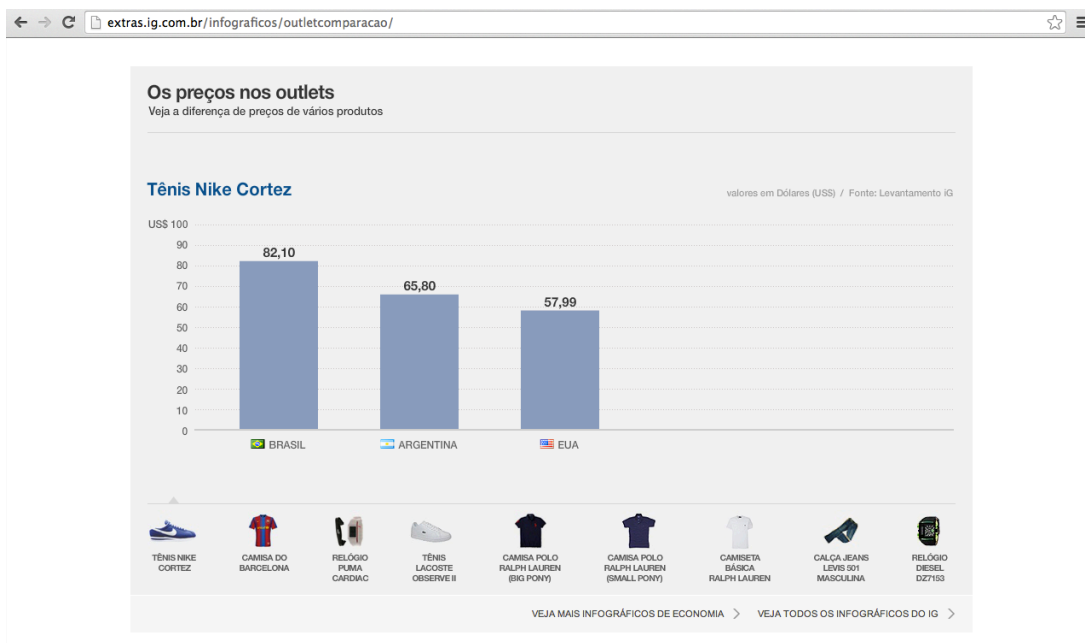 extras.ig.com.br/infograficos/outletcomparacao/
Os preços nos outlets
Veja a diferença de preços de vários produtos
Tênis Nike Cortez
valores em Dólares (US$) / Fonte: Levantamento iG
US$ 100
90
80
70
60
50
40
30
20
10
0
82,10
65,80
57,99
BRASIL
ARGENTINA
EUA
TÊNIS NIKE
CORTEZ
CAMISA DO
BARCELONA
RELÓGIO
PUMA
CARDIAC
TÊNIS
LACOSTE
OBSERVE II
CAMISA POLO
RALPH LAUREN
(BIG PONY)
CAMISA POLO
RALPH LAUREN
(SMALL PONY)
CAMISETA
BÁSICA
RALPH LAUREN
CALÇA JEANS
LEVIS 501
MASCULINA
RELÓGIO
DIESEL
DZ7153
VEJA MAIS INFOGRÁFICOS DE ECONOMIA
VEJA TODOS OS INFOGRÁFICOS DO IG